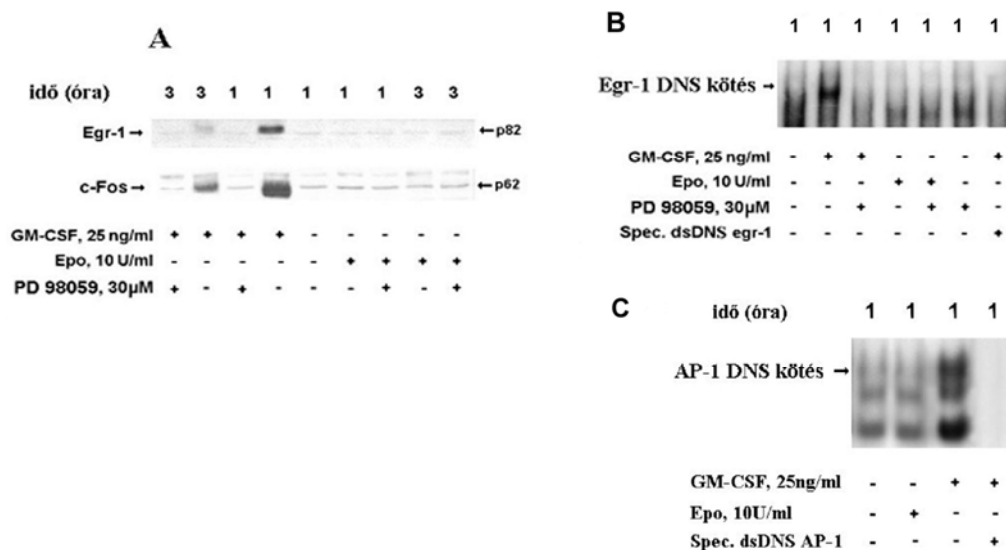 A
idő (óra) 3 3 1 1 1 1 1 3 3
Egr-1 → ← p82
c-Fos → ← p62
GM-CSF, 25 ng/ml + + + + - - - - -
Epo, 10 U/ml - - - - - + + + +
PD 98059, 30µM + - + - - - + - +
B
1 1 1 1 1 1 1
Egr-1 DNS kötés →
GM-CSF, 25 ng/ml - + + - - - +
Epo, 10 U/ml - - - + + - -
PD 98059, 30µM - - + - + + -
Spec. dsDNS egr-1 - - - - - - +
C
idő (óra) 1 1 1 1
AP-1 DNS kötés →
GM-CSF, 25ng/ml - - + +
Epo, 10U/ml - + - -
Spec. dsDNS AP-1 - - - +